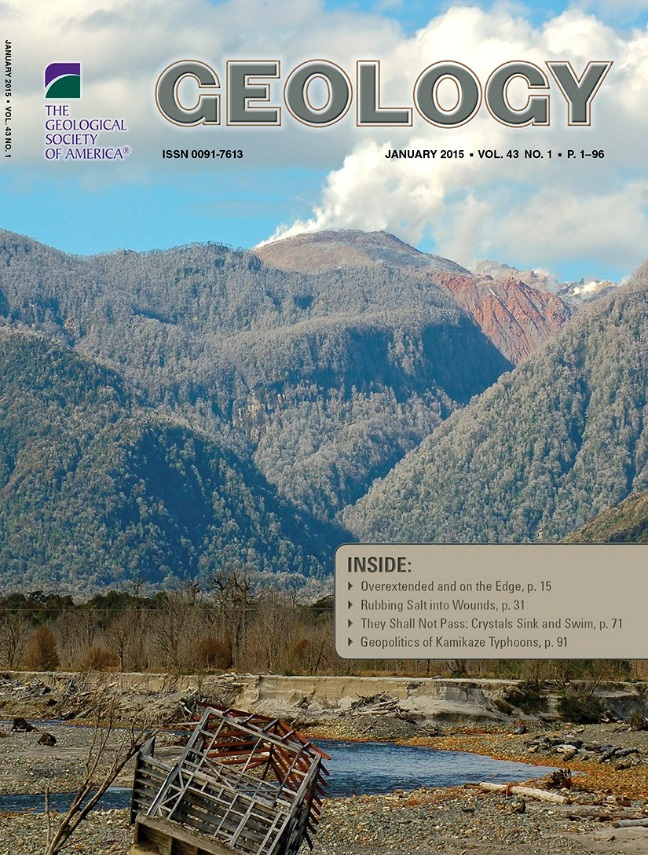 JANUARY 2015 ▪ VOL. 43 NO. 1
THE
GEOLOGICAL
SOCIETY
OF AMERICA®
GEOLOGY
ISSN 0091-7613
JANUARY 2015 ▪ VOL. 43 NO. 1 ▪ P. 1–96
INSIDE:
Overextended and on the Edge, p. 15
Rubbing Salt into Wounds, p. 31
They Shall Not Pass: Crystals Sink and Swim, p. 71
Geopolitics of Kamikaze Typhoons, p. 91